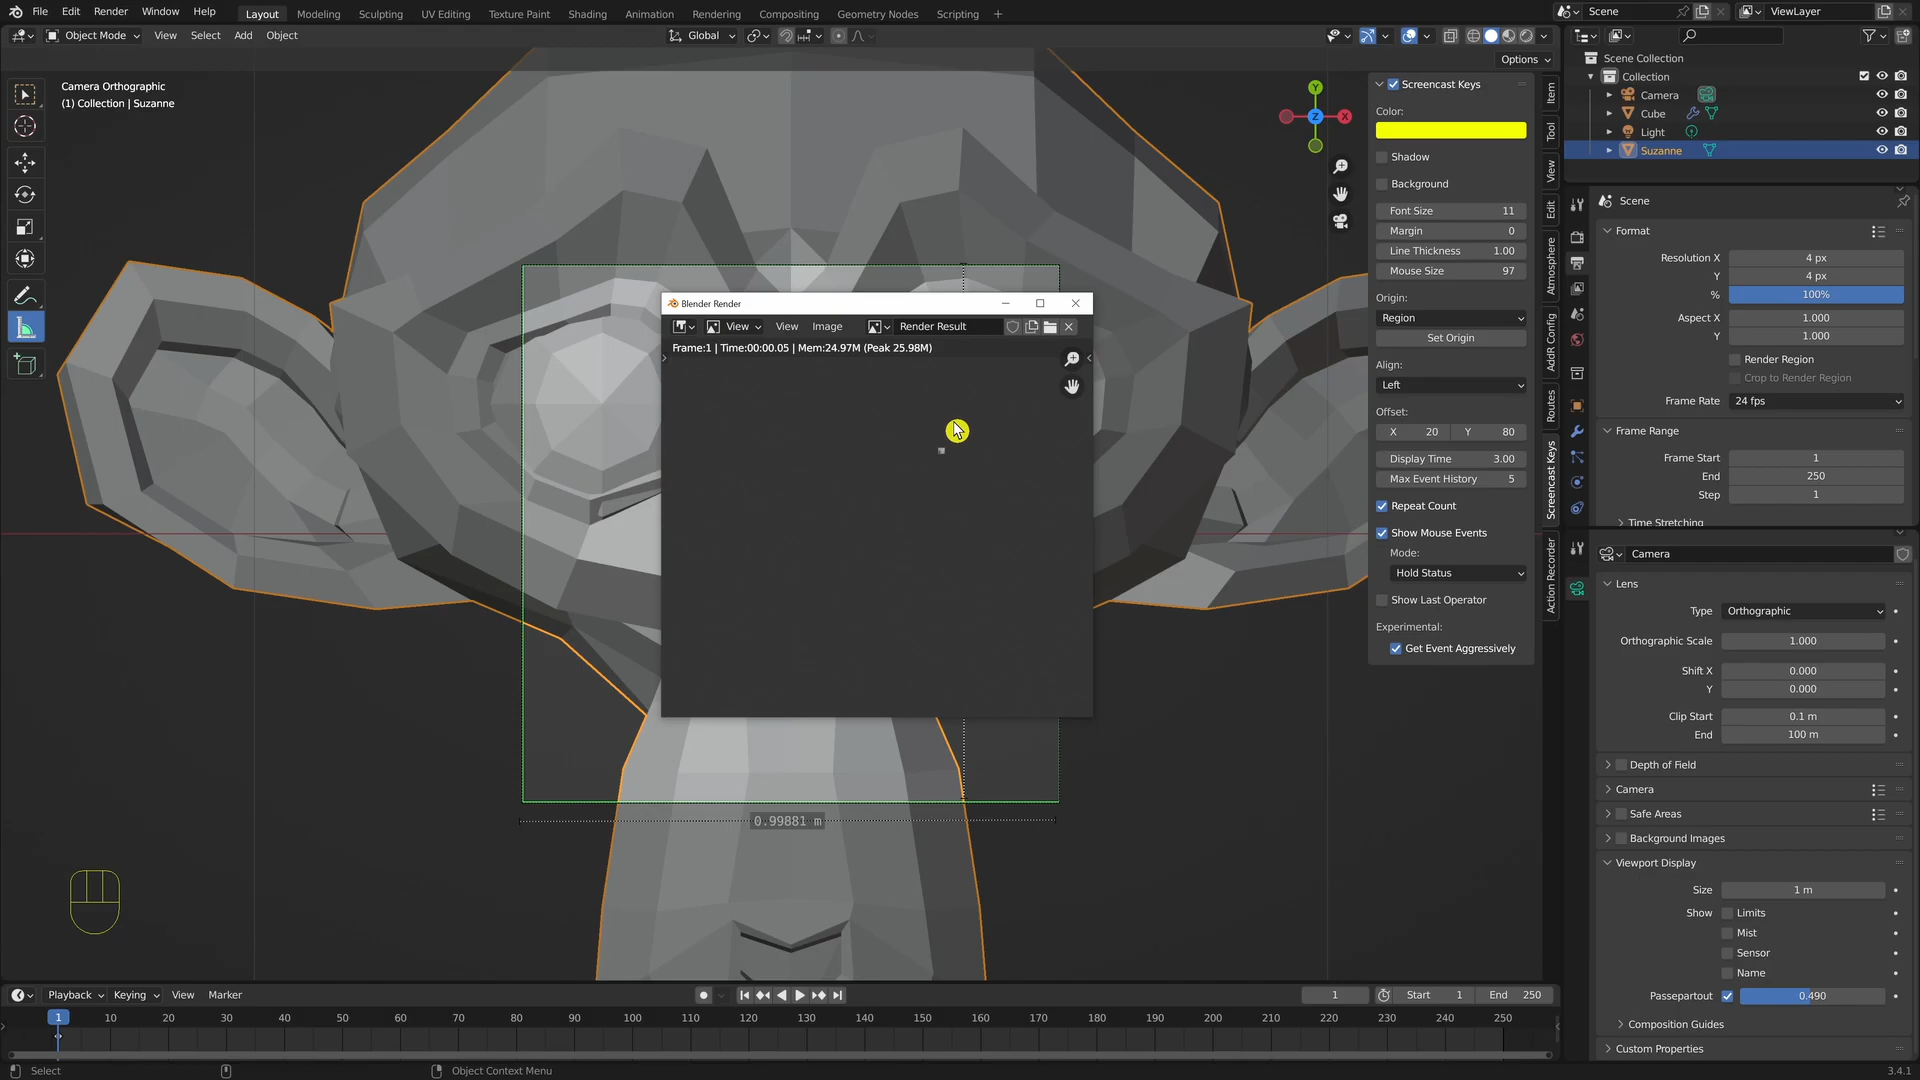 File Edit Render Window Help Layout Modeling Sculpting UV Editing Texture Paint Shading Animation Rendering Compositing Geometry Nodes Scripting + Scene ViewLayer
Object Mode View Select Add Object Global
Options
Camera Orthographic
(1) Collection | Suzanne
Y
Z
X
Screencast Keys
Color:
Shadow
Background
Font Size 11
Margin 0
Line Thickness 1.00
Mouse Size 97
Origin:
Region
Set Origin
Align:
Left
Offset:
X 20 Y 80
Display Time 3.00
Max Event History 5
Repeat Count
Show Mouse Events
Mode:
Hold Status
Show Last Operator
Experimental:
Get Event Aggressively
Item
Tool
View
Edit
Atmosphere
AddR Config
Routes
Screencast Keys
Action Recorder
Blender Render
View View Image Render Result
Frame:1 | Time:00:00.05 | Mem:24.97M (Peak 25.98M)
0.99881 m
Scene Collection
Collection
Camera
Cube
Light
Suzanne
Scene
Format
Resolution X 4 px
Y 4 px
% 100%
Aspect X 1.000
Y 1.000
Render Region
Crop to Render Region
Frame Rate 24 fps
Frame Range
Frame Start 1
End 250
Step 1
Time Stretching
Camera
Lens
Type Orthographic
Orthographic Scale 1.000
Shift X 0.000
Y 0.000
Clip Start 0.1 m
End 100 m
Depth of Field
Camera
Safe Areas
Background Images
Viewport Display
Size 1 m
Show Limits
Mist
Sensor
Name
Passepartout 0.490
Composition Guides
Custom Properties
Playback Keying View Marker 1 Start 1 End 250
1 10 20 30 40 50 60 70 80 90 100 110 120 130 140 150 160 170 180 190 200 210 220 230 240 250
Select Object Context Menu 3.4.1